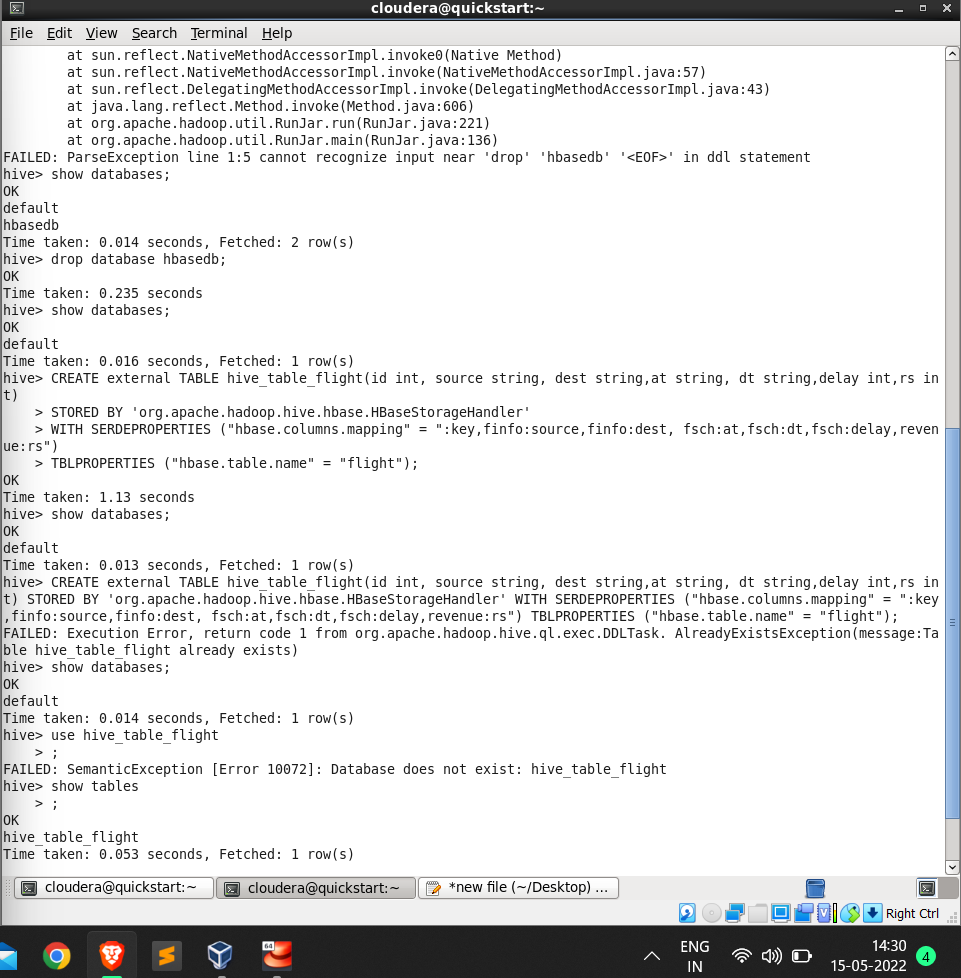 cloudera@quickstart:~
File Edit View Search Terminal Help
at sun.reflect.NativeMethodAccessorImpl.invoke0(Native Method)
at sun.reflect.NativeMethodAccessorImpl.invoke(NativeMethodAccessorImpl.java:57)
at sun.reflect.DelegatingMethodAccessorImpl.invoke(DelegatingMethodAccessorImpl.java:43)
at java.lang.reflect.Method.invoke(Method.java:606)
at org.apache.hadoop.util.RunJar.run(RunJar.java:221)
at org.apache.hadoop.util.RunJar.main(RunJar.java:136)
FAILED: ParseException line 1:5 cannot recognize input near 'drop' 'hbasedb' '<EOF>' in ddl statement
hive> show databases;
OK
default
hbasedb
Time taken: 0.014 seconds, Fetched: 2 row(s)
hive> drop database hbasedb;
OK
Time taken: 0.235 seconds
hive> show databases;
OK
default
Time taken: 0.016 seconds, Fetched: 1 row(s)
hive> CREATE external TABLE hive_table_flight(id int, source string, dest string,at string, dt string,delay int,rs in
t)
    > STORED BY 'org.apache.hadoop.hive.hbase.HBaseStorageHandler'
    > WITH SERDEPROPERTIES ("hbase.columns.mapping" = ":key,finfo:source,finfo:dest, fsch:at,fsch:dt,fsch:delay,reven
ue:rs")
    > TBLPROPERTIES ("hbase.table.name" = "flight");
OK
Time taken: 1.13 seconds
hive> show databases;
OK
default
Time taken: 0.013 seconds, Fetched: 1 row(s)
hive> CREATE external TABLE hive_table_flight(id int, source string, dest string,at string, dt string,delay int,rs in
t) STORED BY 'org.apache.hadoop.hive.hbase.HBaseStorageHandler' WITH SERDEPROPERTIES ("hbase.columns.mapping" = ":key
,finfo:source,finfo:dest, fsch:at,fsch:dt,fsch:delay,revenue:rs") TBLPROPERTIES ("hbase.table.name" = "flight");
FAILED: Execution Error, return code 1 from org.apache.hadoop.hive.ql.exec.DDLTask. AlreadyExistsException(message:Ta
ble hive_table_flight already exists)
hive> show databases;
OK
default
Time taken: 0.014 seconds, Fetched: 1 row(s)
hive> use hive_table_flight
    > ;
FAILED: SemanticException [Error 10072]: Database does not exist: hive_table_flight
hive> show tables
    > ;
OK
hive_table_flight
Time taken: 0.053 seconds, Fetched: 1 row(s)
cloudera@quickstart:~ cloudera@quickstart:~ *new file (~/Desktop) ...
Right Ctrl
64
ENG
IN
14:30
15-05-2022
4